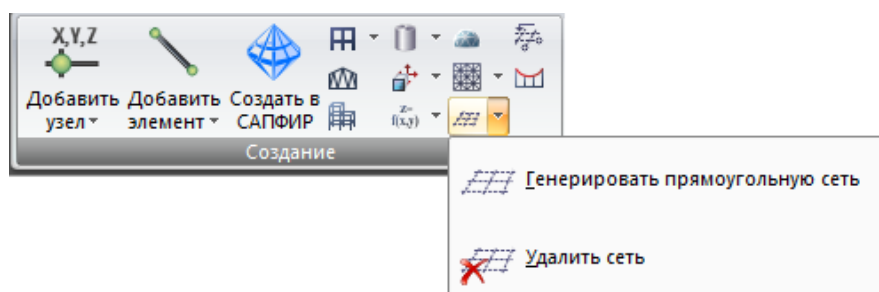 X,Y,Z
Добавить узел
Добавить элемент
Создать в САПФИР
z=
f(x,y)
Создание
Генерировать прямоугольную сеть
Удалить сеть